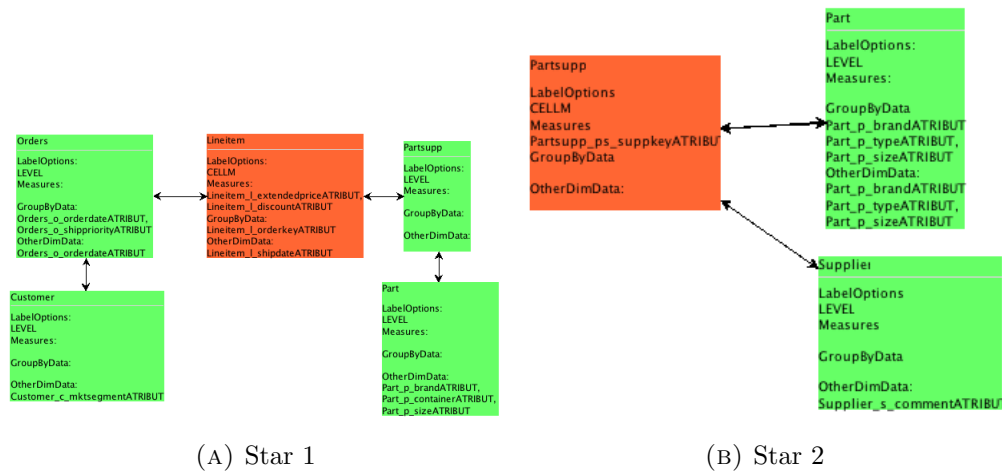 Orders
LabelOptions:
LEVEL
Measures:
GroupByData:
Orders_o_orderdateATRIBUT,
Orders_o_shippriorityATRIBUT
OtherDimData:
Orders_o_orderdateATRIBUT
Customer
LabelOptions:
LEVEL
Measures:
GroupByData:
OtherDimData:
Customer_c_mktsegmentATRIBUT
Lineitem
LabelOptions:
CELLM
Measures:
Lineitem_l_extendedpriceATRIBUT,
Lineitem_l_discountATRIBUT
GroupByData:
Lineitem_l_orderkeyATRIBUT
OtherDimData:
Lineitem_l_shipdateATRIBUT
Partsupp
LabelOptions:
LEVEL
Measures:
GroupByData:
OtherDimData:
Part
LabelOptions:
LEVEL
Measures:
GroupByData:
OtherDimData:
Part_p_brandATRIBUT,
Part_p_containerATRIBUT,
Part_p_sizeATRIBUT
(A) Star 1
Partsupp
LabelOptions
CELLM
Measures
Partsupp_ps_suppkeyATRIBUT
GroupByData
OtherDimData:
Part
LabelOptions:
LEVEL
Measures:
GroupByData
Part_p_brandATRIBUT
Part_p_typeATRIBUT,
Part_p_sizeATRIBUT
OtherDimData:
Part_p_brandATRIBUT
Part_p_typeATRIBUT,
Part_p_sizeATRIBUT
Supplier
LabelOptions
LEVEL
Measures
GroupByData
OtherDimData:
Supplier_s_commentATRIBUT
(B) Star 2